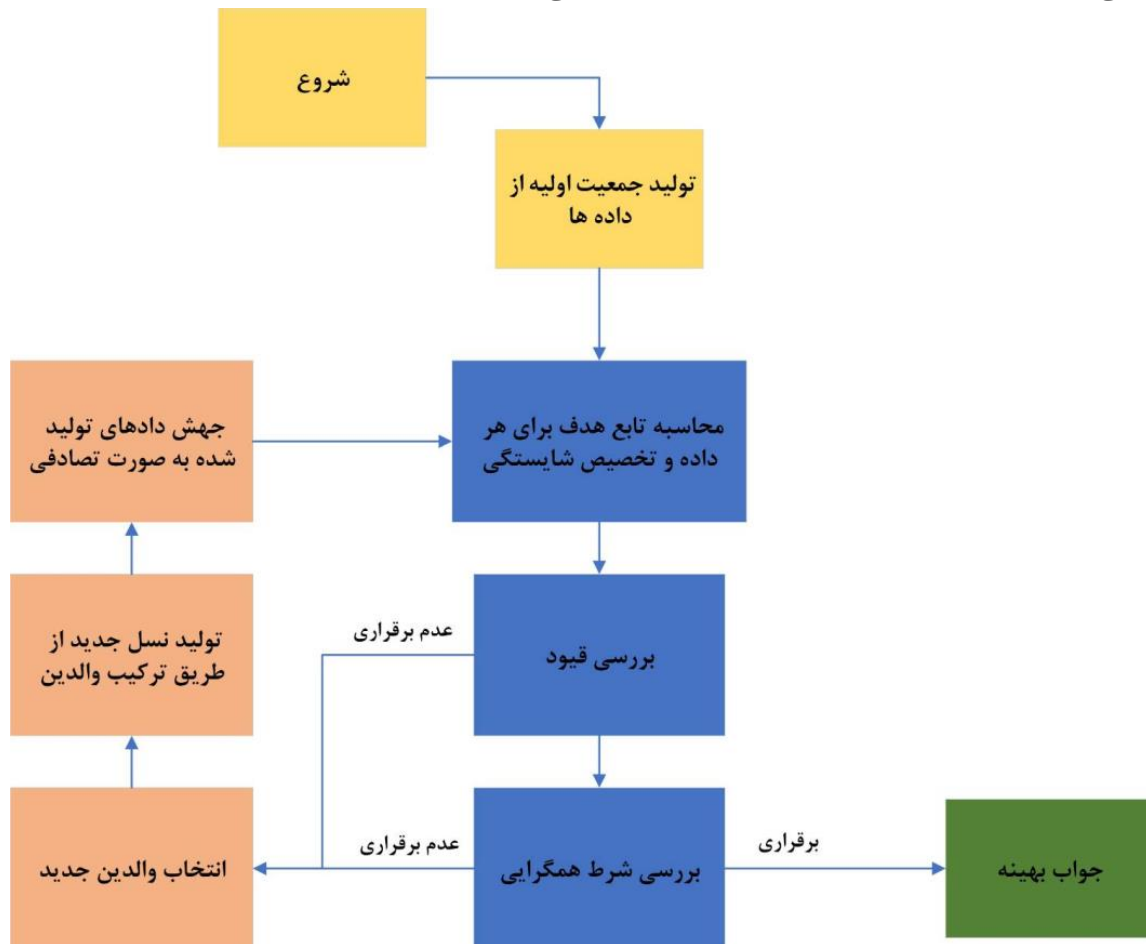 شروع
تولید جمعیت اولیه از
داده ها
محاسبه تابع هدف برای هر
داده و تخصیص شایستگی
جهش دادهای تولید
شده به صورت تصادفی
بررسی قیود
عدم برقراری
تولید نسل جدید از
طریق ترکیب والدین
بررسی شرط همگرایی
برقراری
عدم برقراری
جواب بهینه
انتخاب والدین جدید